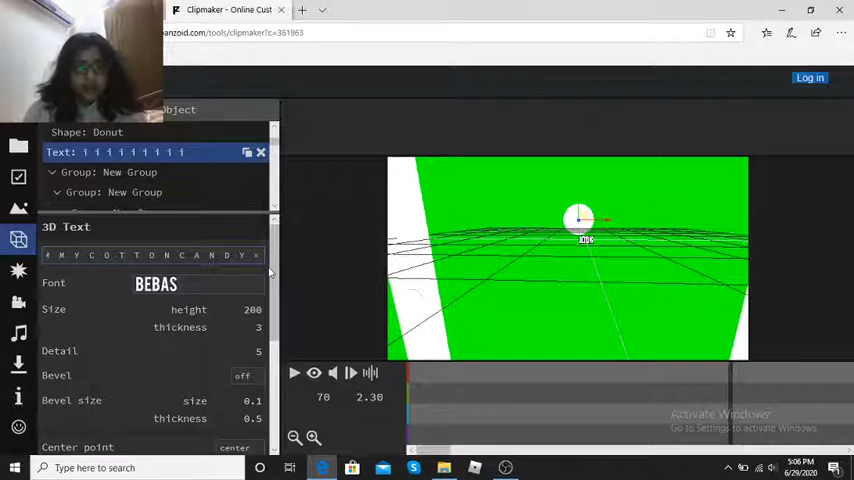 Clipmaker - Online Cust
panzoid.com/tools/clipmaker?c=361963
Log in
Object
Shape: Donut
Text: i i i i i i i i i
Group: New Group
Group: New Group
3D Text
M Y C O T T O N C A N D Y
Font
BEBAS
Size
height
200
thickness
3
Detail
5
Bevel
off
Bevel size
size
0.1
thickness
0.5
Center point
center
70
2.30
Activate Windows
Go to Settings to activate Windows.
Type here to search
5:06 PM
6/29/2020